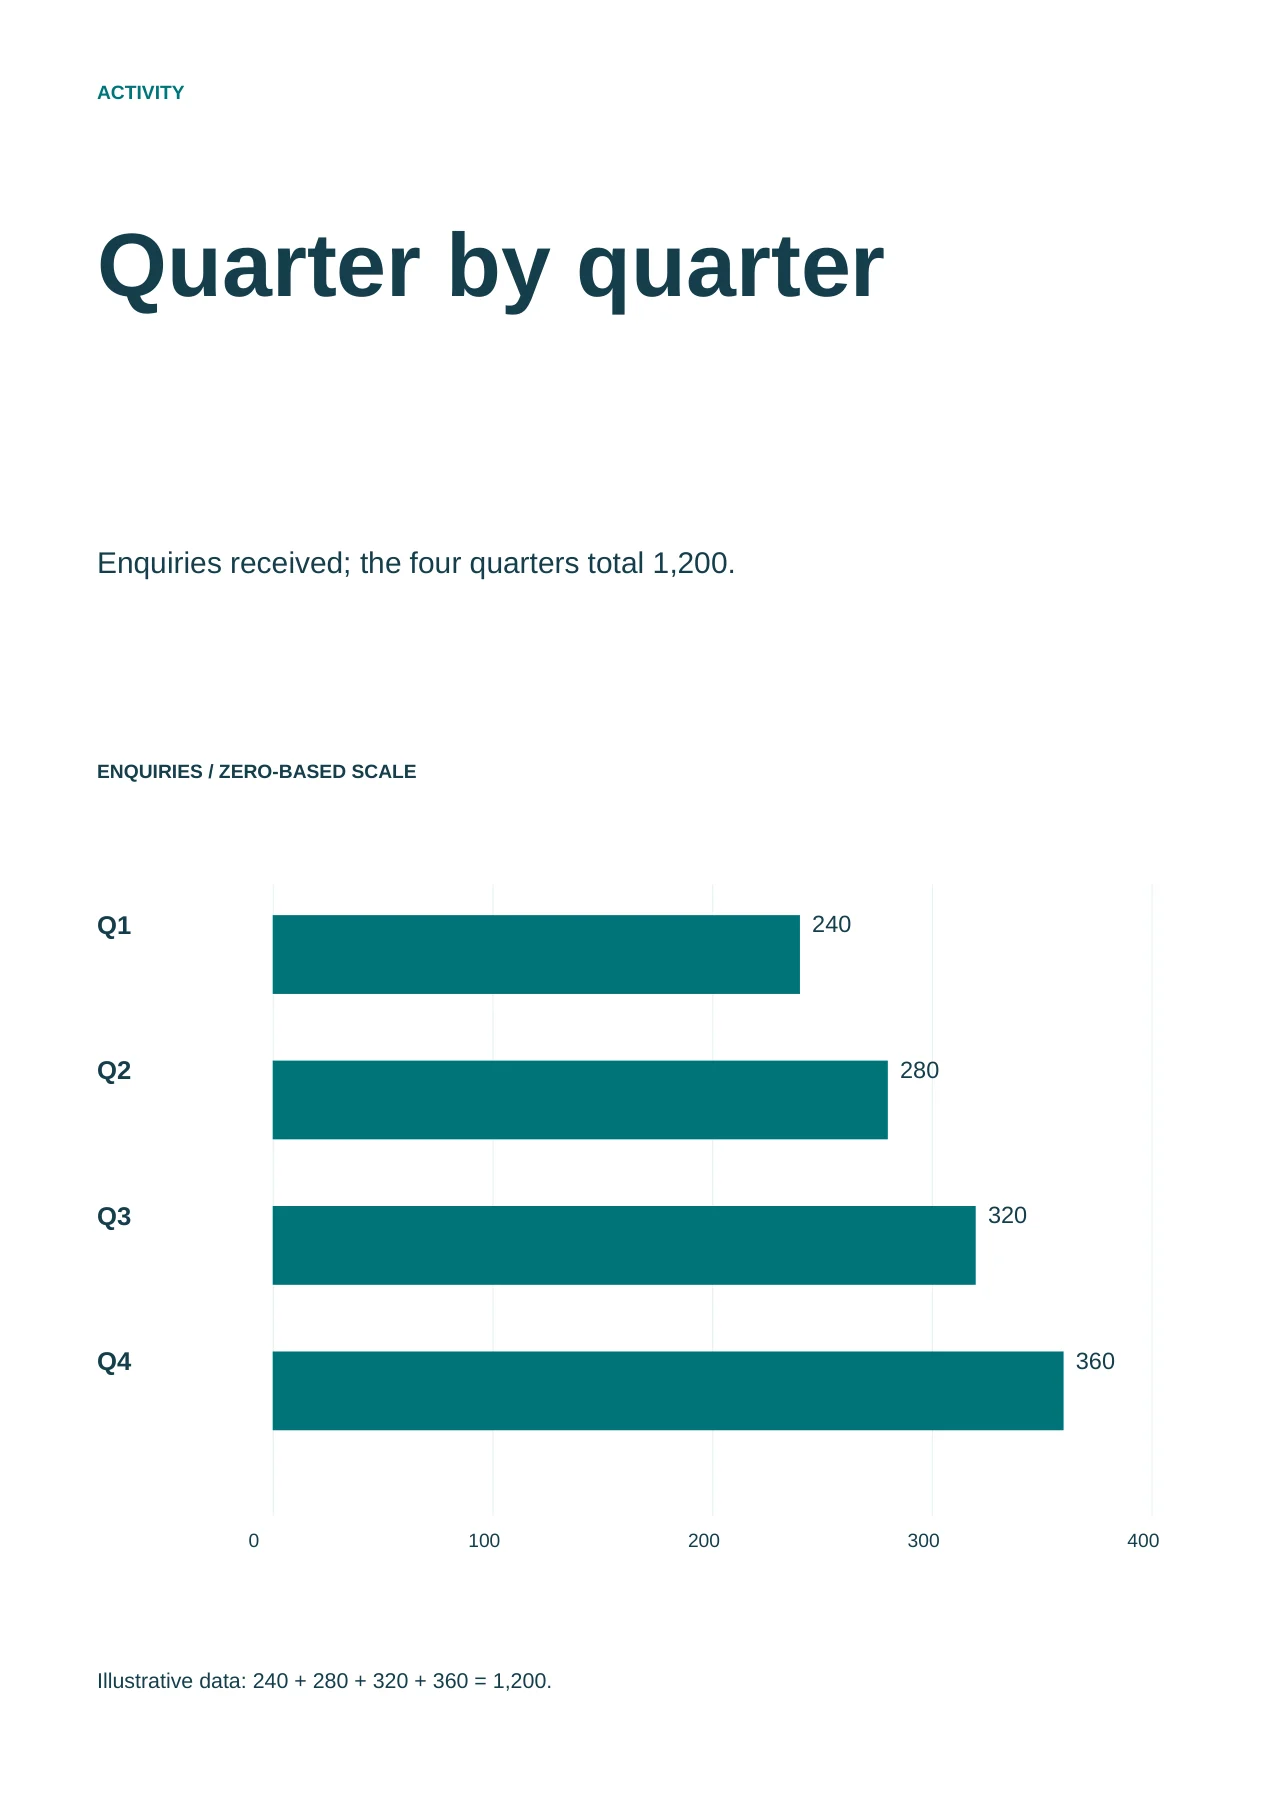 ACTIVITY
Quarter by quarter
Enquiries received; the four quarters total 1,200.
ENQUIRIES / ZERO-BASED SCALE
Q1 240
Q2 280
Q3 320
Q4 360
0 100 200 300 400
Illustrative data: 240 + 280 + 320 + 360 = 1,200.